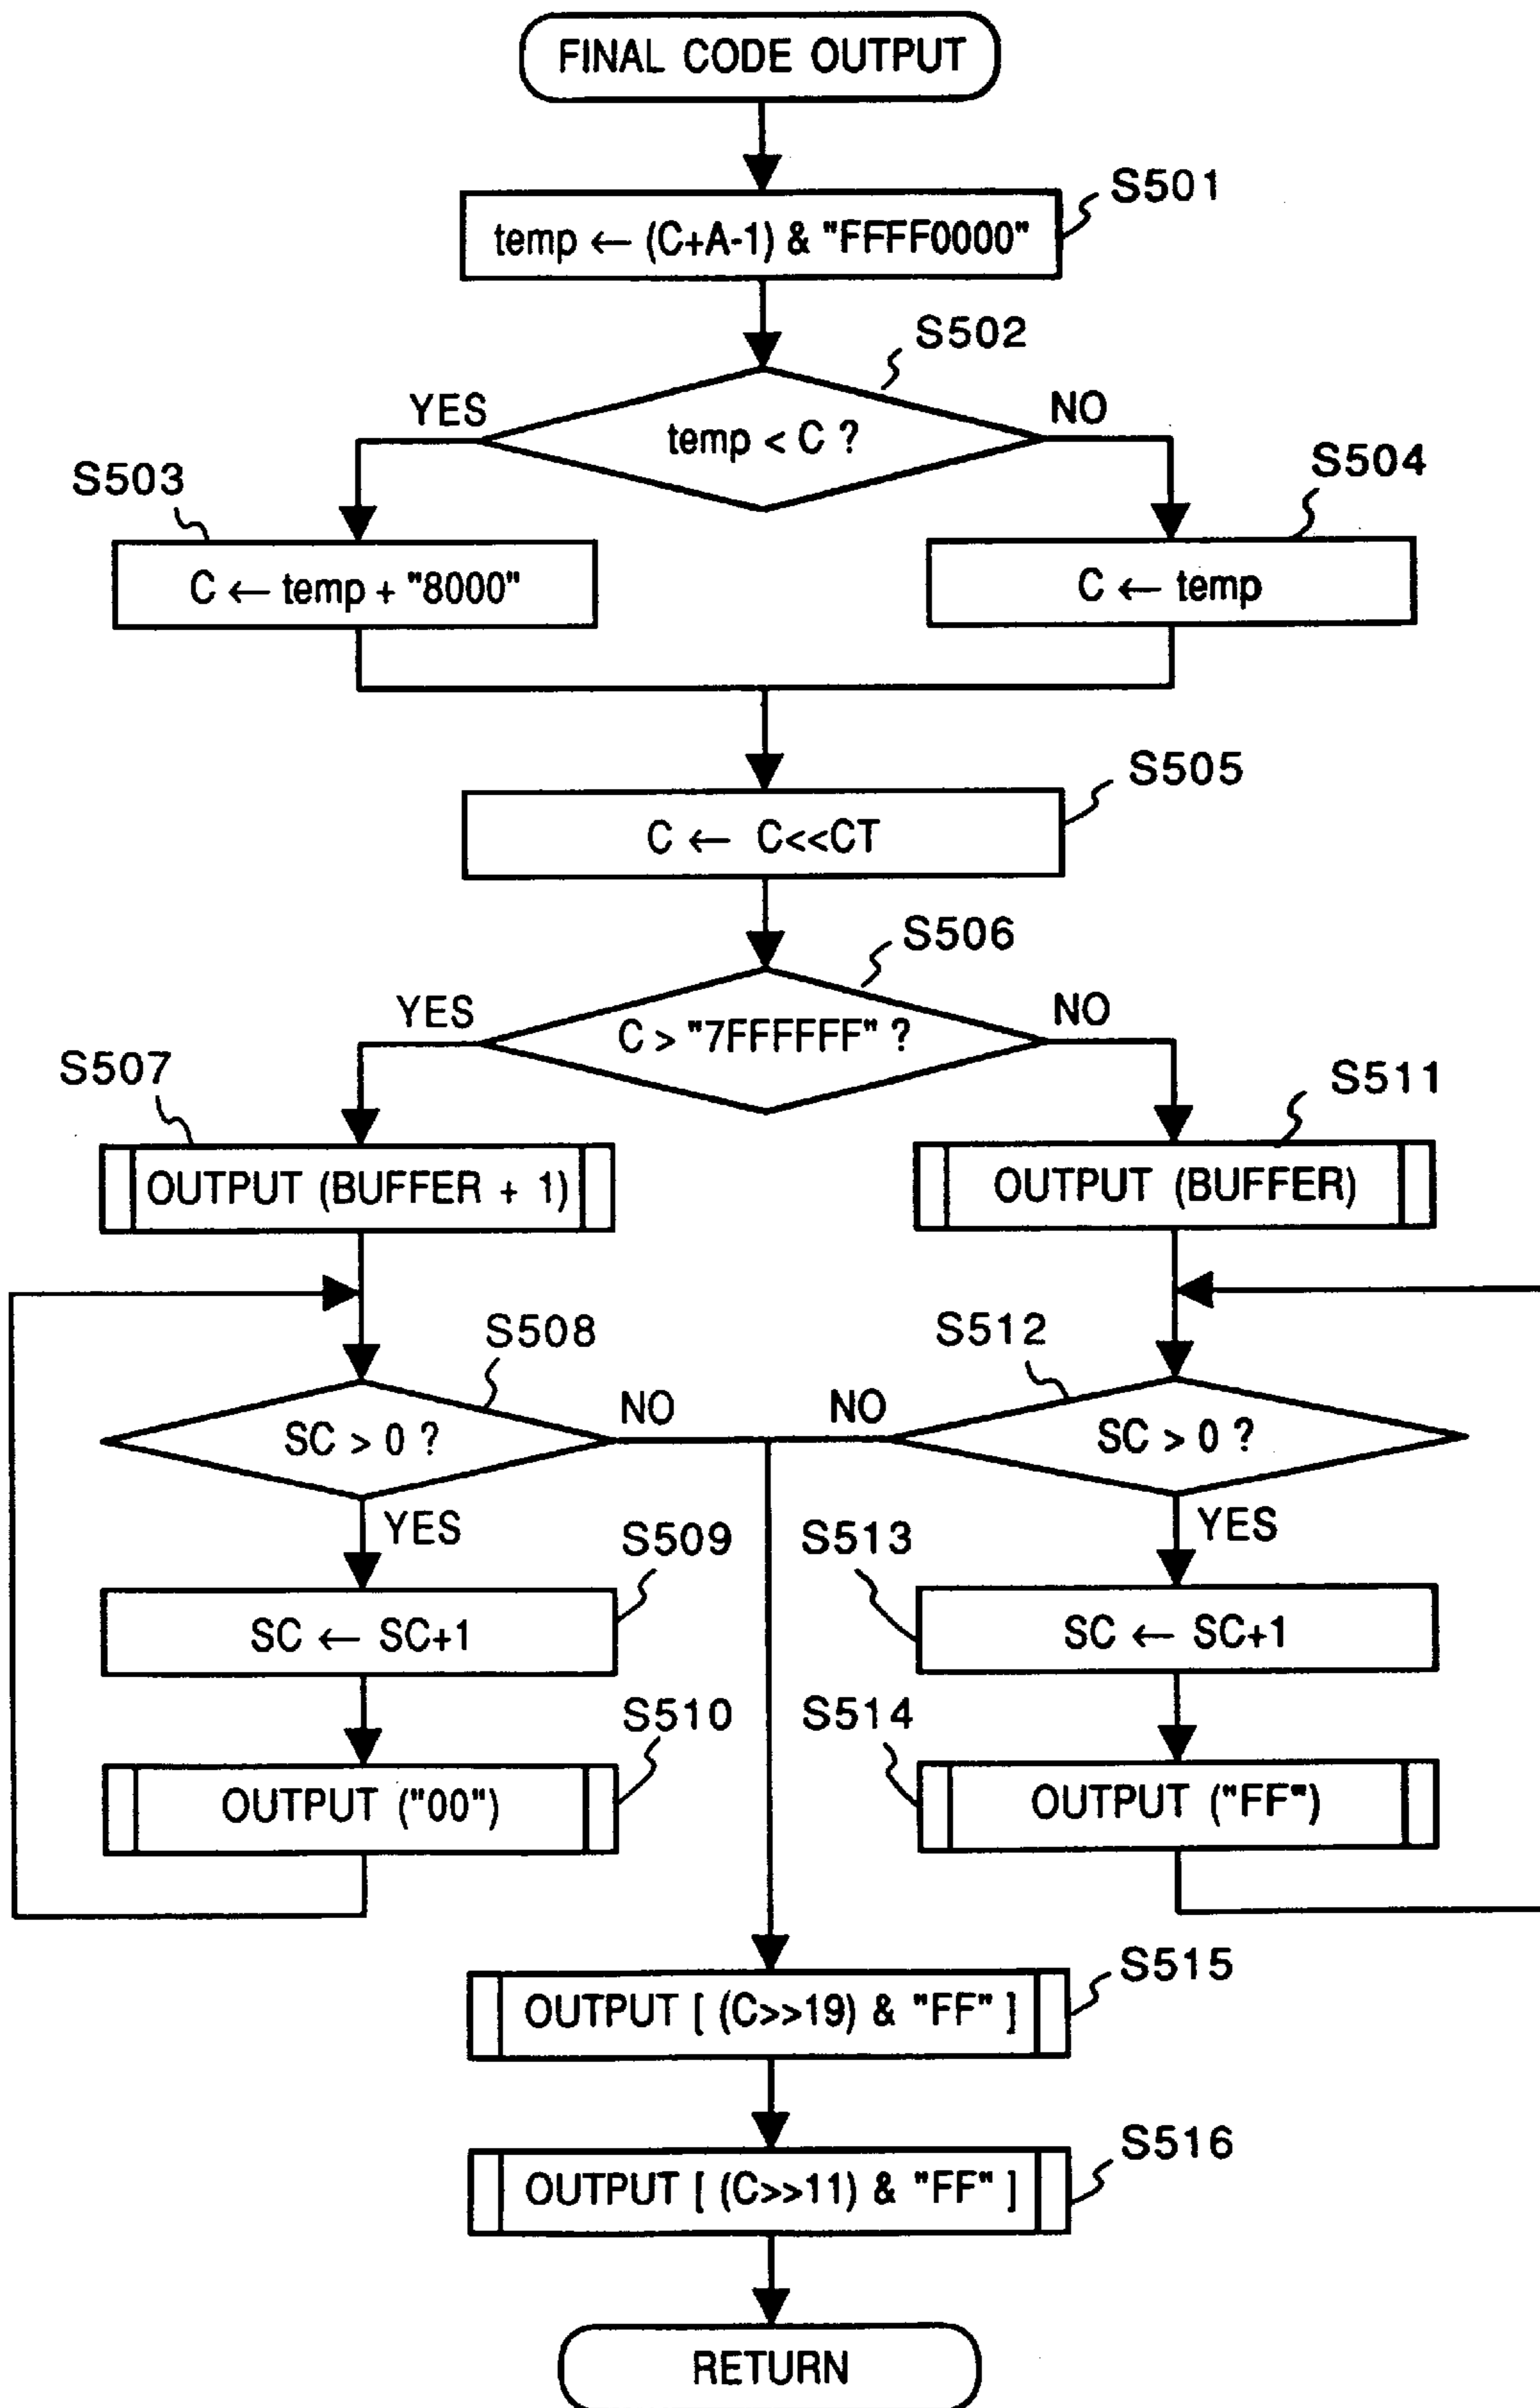 FINAL CODE OUTPUT
S501
temp ← (C+A-1) & "FFFF0000"
S502
YES
NO
temp < C ?
S503
S504
C ← temp + "8000"
C ← temp
S505
C ← C<<CT
S506
YES
NO
C > "7FFFFFF" ?
S507
S511
OUTPUT (BUFFER + 1)
OUTPUT (BUFFER)
S508
S512
NO
NO
SC > 0 ?
SC > 0 ?
YES
YES
S509
S513
SC ← SC+1
SC ← SC+1
S510
S514
OUTPUT ("00")
OUTPUT ("FF")
S515
OUTPUT [ (C>>19) & "FF" ]
S516
OUTPUT [ (C>>11) & "FF" ]
RETURN